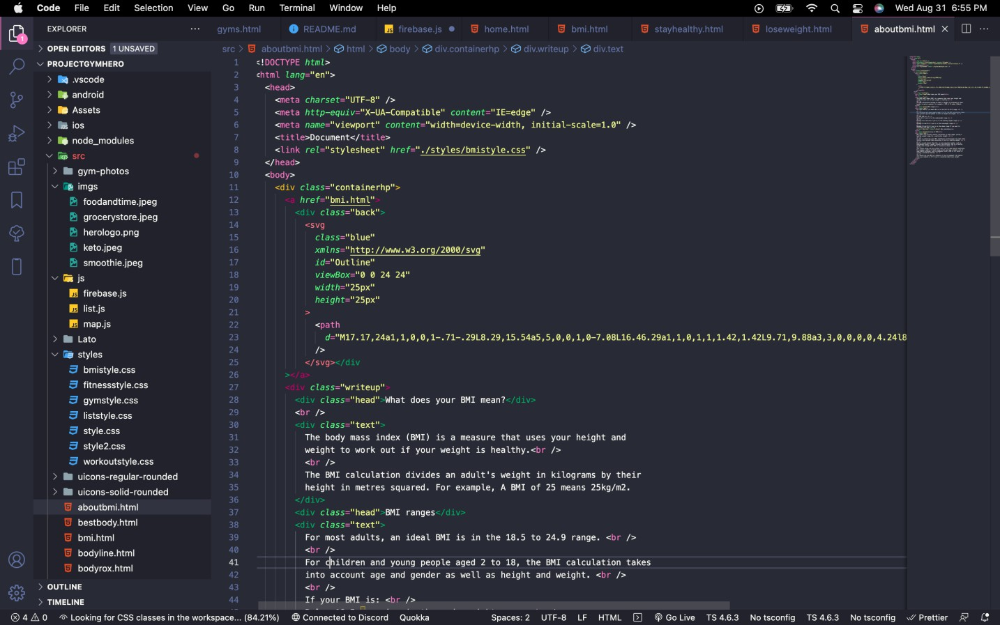 Code File Edit Selection View Go Run Terminal Window Help Wed Aug 31 6:55 PM
EXPLORER
gyms.html README.md firebase.js home.html bmi.html stayhealthy.html loseweight.html aboutbmi.html
OPEN EDITORS 1 UNSAVED
src > aboutbmi.html > html > body > div.containerhp > div.writeup > div.text
PROJECTGYMHERO
.vscode
android
Assets
ios
node_modules
src
gym-photos
imgs
foodandtime.jpeg
grocerystore.jpeg
herologo.png
keto.jpeg
smoothie.jpeg
js
firebase.js
list.js
map.js
Lato
styles
bmistyle.css
fitnessstyle.css
gymstyle.css
liststyle.css
style.css
style2.css
workoutstyle.css
uicons-regular-rounded
uicons-solid-rounded
aboutbmi.html
bestbody.html
bmi.html
bodyline.html
bodyrox.html
OUTLINE
TIMELINE
1 <!DOCTYPE html>
2 <html lang="en">
3 <head>
4 <meta charset="UTF-8" />
5 <meta http-equiv="X-UA-Compatible" content="IE=edge" />
6 <meta name="viewport" content="width=device-width, initial-scale=1.0" />
7 <title>Document</title>
8 <link rel="stylesheet" href="./styles/bmistyle.css" />
9 </head>
10 <body>
11 <div class="containerhp">
12 <a href="bmi.html">
13 <div class="back">
14 <svg
15 class="blue"
16 xmlns="http://www.w3.org/2000/svg"
17 id="Outline"
18 viewBox="0 0 24 24"
19 width="25px"
20 height="25px"
21 >
22 <path
23 d="M17.17,24a1,1,0,0,1-.71-.29L8.29,15.54a5,5,0,0,1,0-7.08L16.46.29a1,1,0,1,1,1.42,1.42L9.71,9.88a3,3,0,0,0,0,4.24l8
24 />
25 </svg></div
26 ></a>
27 <div class="writeup">
28 <div class="head">What does your BMI mean?</div>
29 <br />
30 <div class="text">
31 The body mass index (BMI) is a measure that uses your height and
32 weight to work out if your weight is healthy.<br />
33 <br />
34 The BMI calculation divides an adult's weight in kilograms by their
35 height in metres squared. For example, A BMI of 25 means 25kg/m2.
36 </div>
37 <div class="head">BMI ranges</div>
38 <div class="text">
39 For most adults, an ideal BMI is in the 18.5 to 24.9 range. <br />
40 <br />
41 For children and young people aged 2 to 18, the BMI calculation takes
42 into account age and gender as well as height and weight. <br />
43 <br />
44 If your BMI is: <br />
4 0 Looking for CSS classes in the workspace... (84.21%) Connected to Discord Quokka Spaces: 2 UTF-8 LF HTML Go Live TS 4.6.3 No tsconfig TS 4.6.3 No tsconfig Prettier